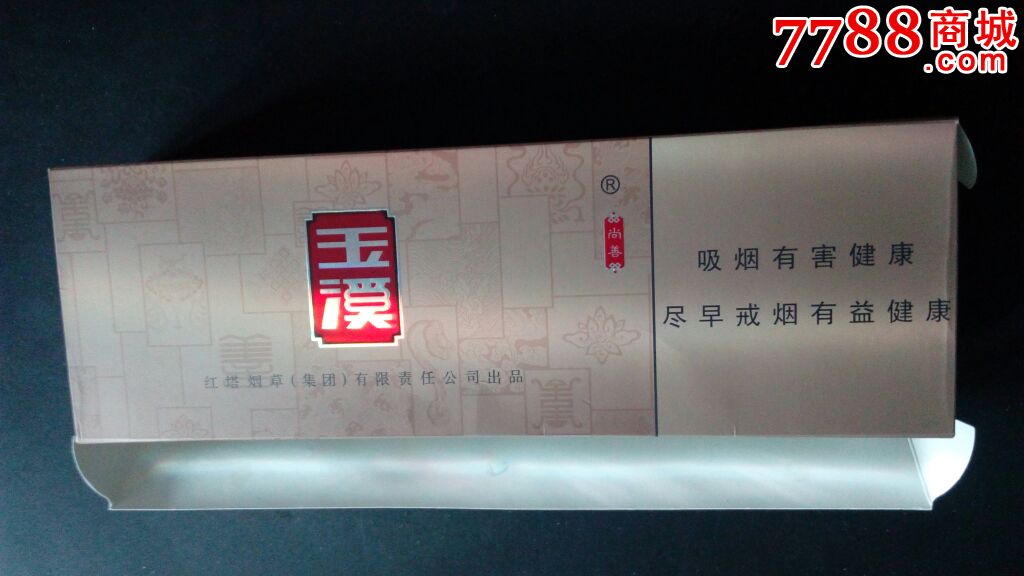 7788商城
.com
玉溪
®
尚善
红塔烟草(集团)有限责任公司出品
吸烟有害健康
尽早戒烟有益健康